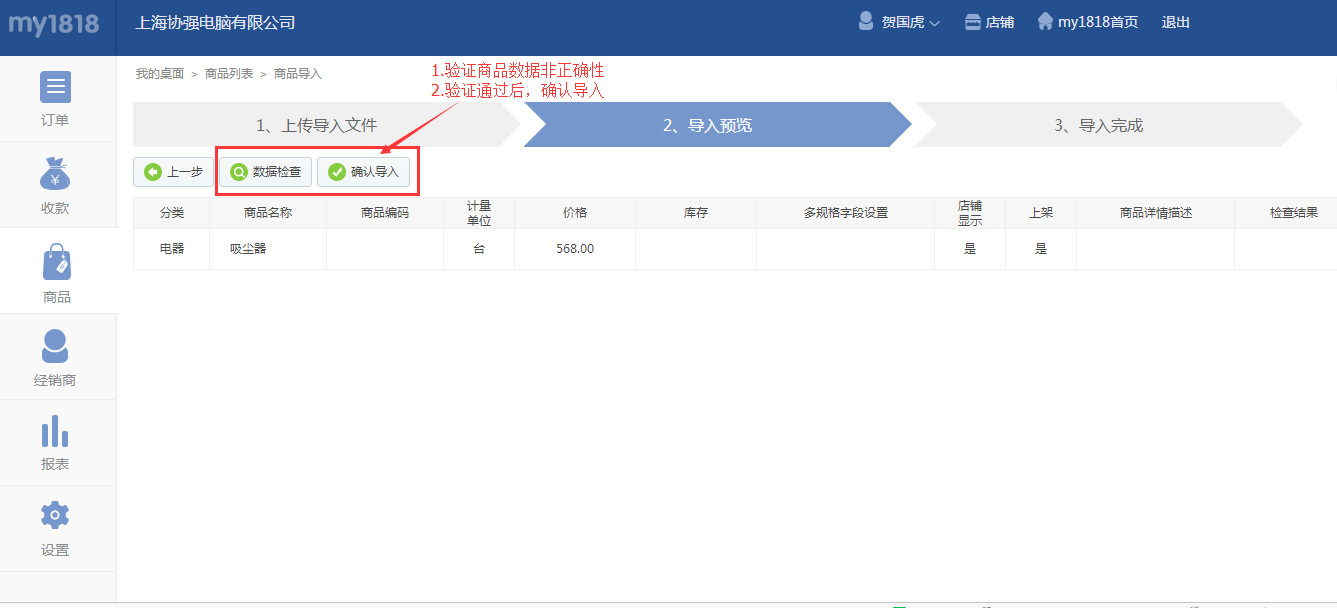 my1818
上海协强电脑有限公司
贺国虎
店铺
my1818首页
退出
我的桌面 > 商品列表 > 商品导入
1.验证商品数据非正确性
2.验证通过后，确认导入
1、上传导入文件
2、导入预览
3、导入完成
上一步
数据检查
确认导入
分类
商品名称
商品编码
计量
单位
价格
库存
多规格字段设置
店铺
显示
上架
商品详情描述
检查结果
电器
吸尘器
台
568.00
是
是
订单
¥
收款
商品
经销商
报表
设置